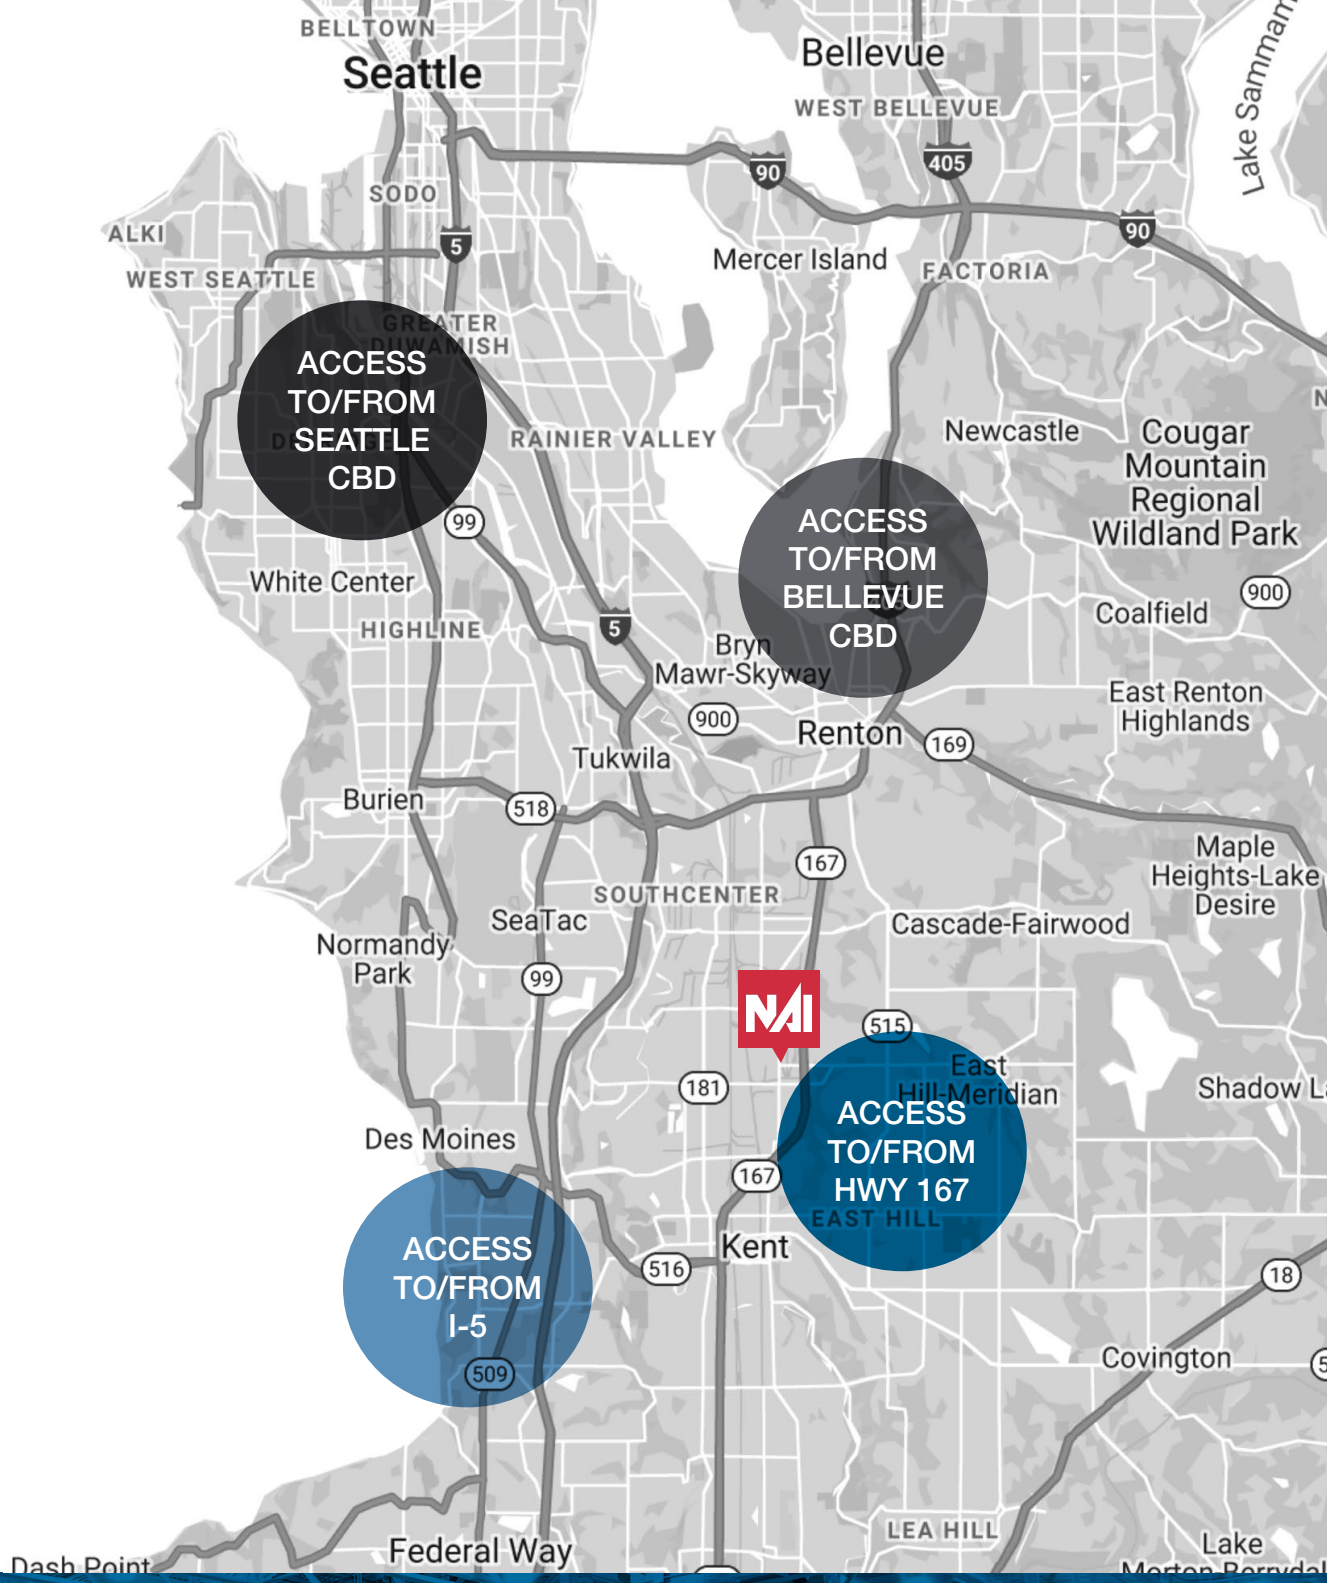 BELLTOWN
Seattle
Bellevue
WEST BELLEVUE
Lake Sammam
405
90
SODO
90
ALKI
5
WEST SEATTLE
Mercer Island
FACTORIA
GREATER
DUWAMISH
ACCESS
TO/FROM
SEATTLE
CBD
RAINIER VALLEY
Newcastle
Cougar
Mountain
Regional
Wildland Park
N
99
ACCESS
TO/FROM
BELLEVUE
CBD
White Center
900
Coalfield
HIGHLINE
5
Bryn
Mawr-Skyway
East Renton
Highlands
900
Renton
169
Tukwila
Burien
518
Maple
Heights-Lake
Desire
167
SOUTHCENTER
SeaTac
Cascade-Fairwood
Normandy
Park
99
NAI
515
East
Hill-Meridian
181
Shadow L
ACCESS
TO/FROM
HWY 167
Des Moines
167
EAST HILL
Kent
ACCESS
TO/FROM
I-5
516
18
Covington
5
509
LEA HILL
Federal Way
Lake
Morton-Berrydal
Dash Point